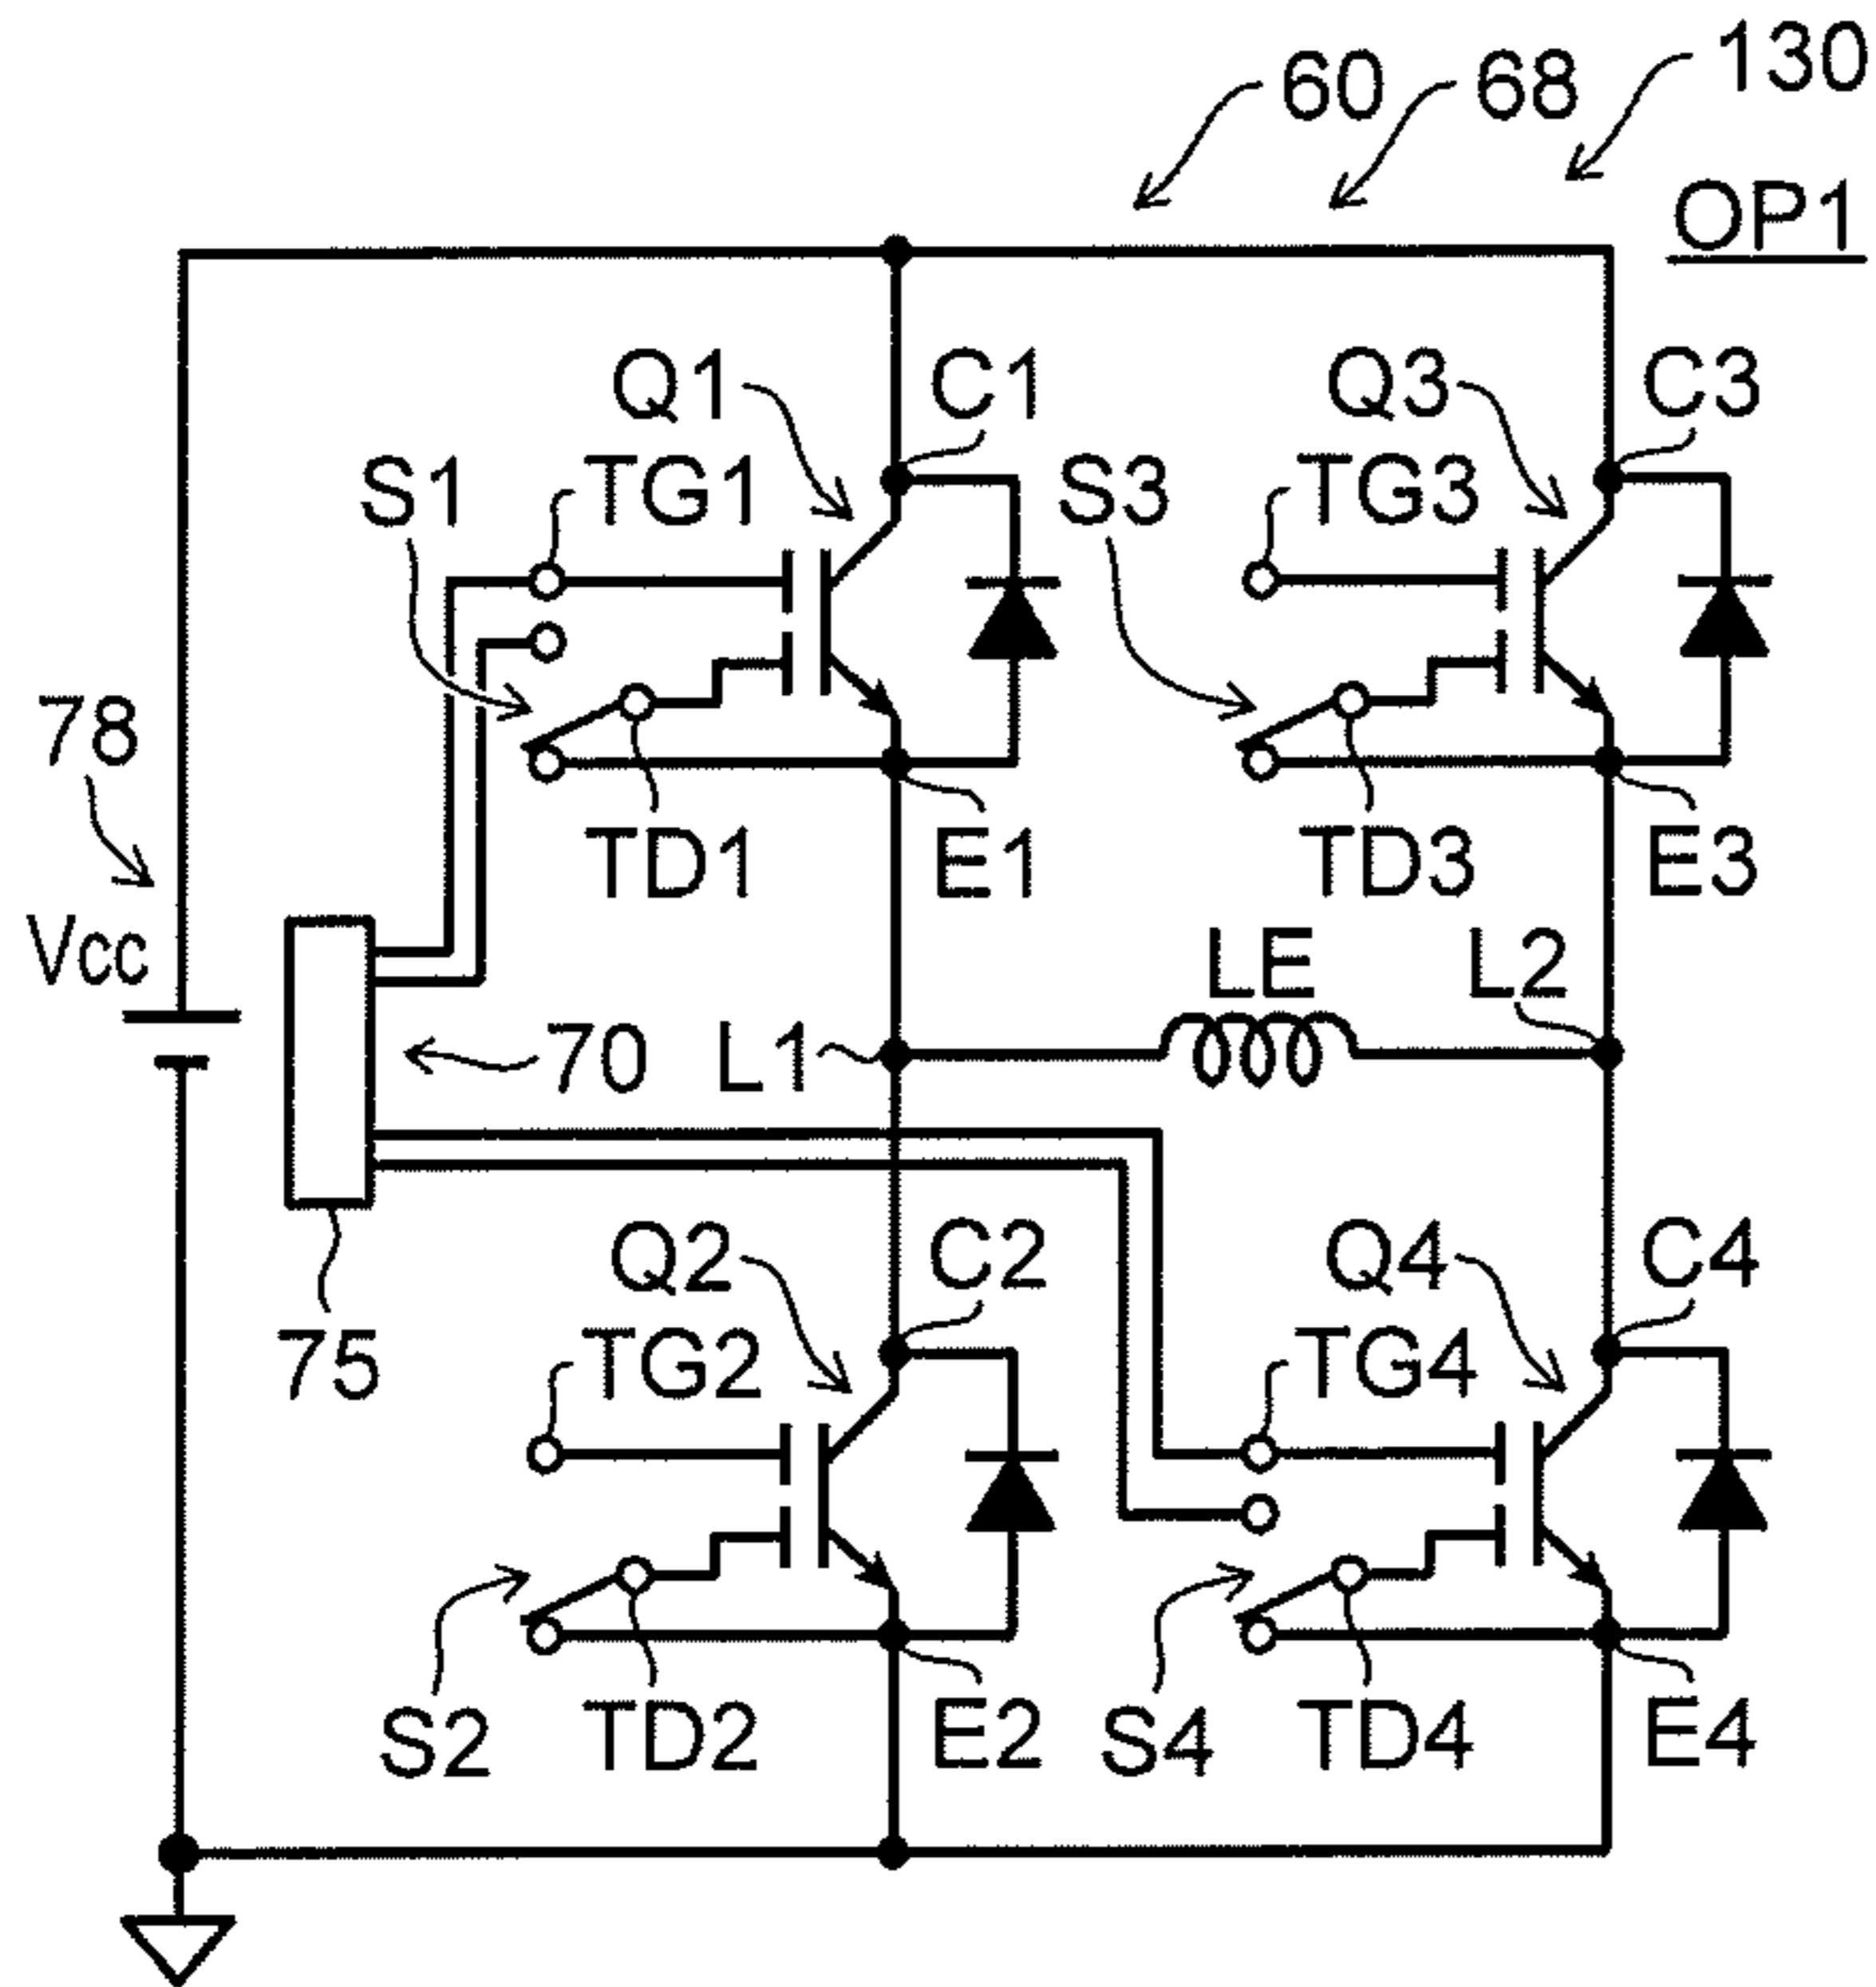 60 68 130
OP1
Q1 C1 Q3 C3
S1 TG1 S3 TG3
78
TD1 E1 TD3 E3
Vcc LE L2
70 L1
Q2 C2 Q4 C4
75 TG2 TG4
S2 TD2 E2 S4 TD4 E4